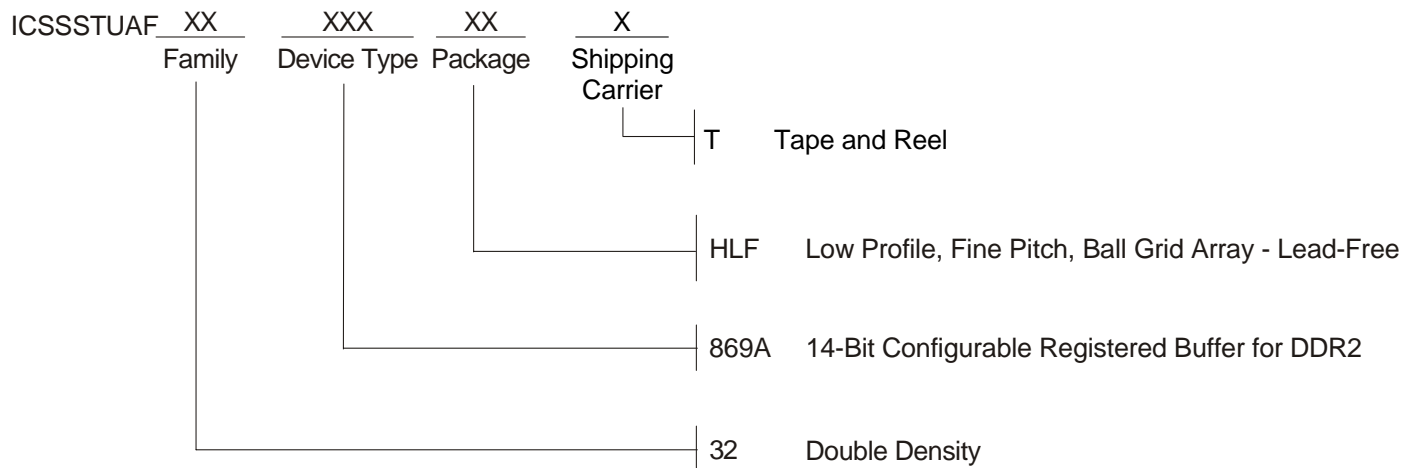 ICSSSTUAF XX XXX XX X
Family Device Type Package Shipping
Carrier
T Tape and Reel
HLF Low Profile, Fine Pitch, Ball Grid Array - Lead-Free
869A 14-Bit Configurable Registered Buffer for DDR2
32 Double Density